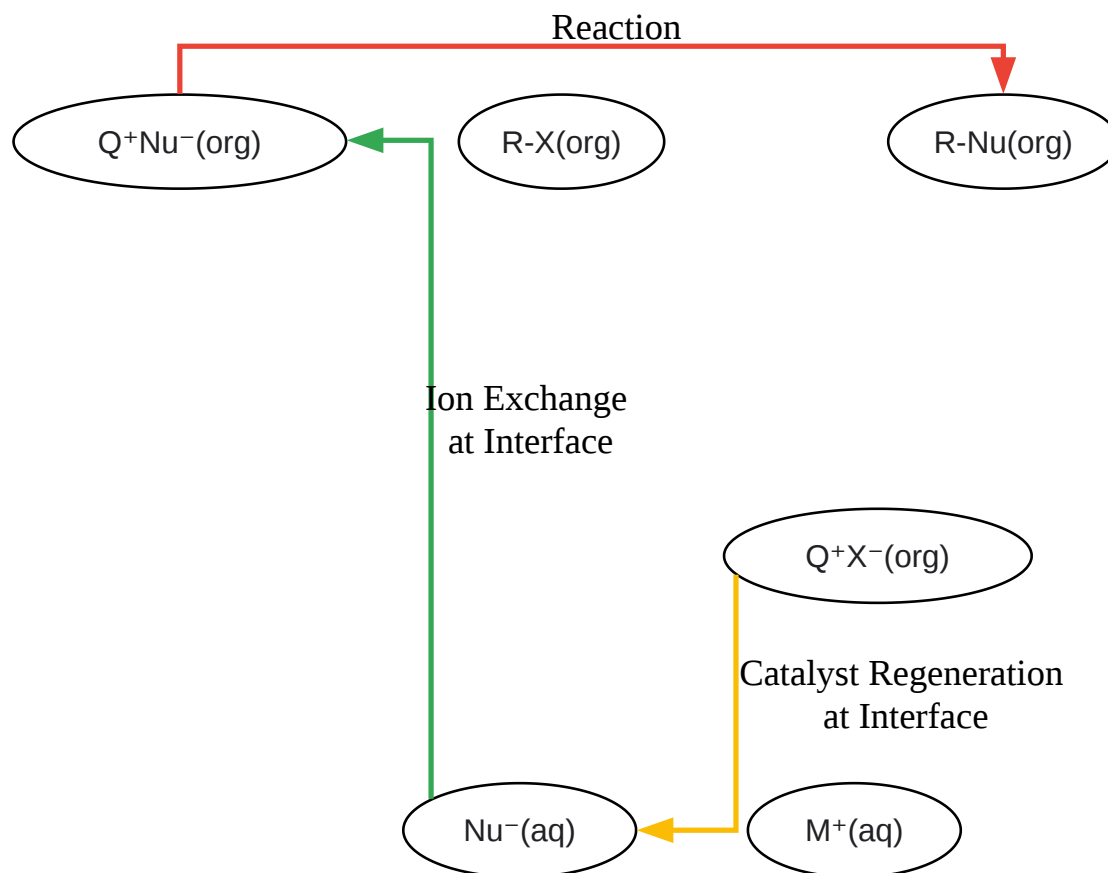 Reaction
Q⁺Nu⁻(org)
R-X(org)
R-Nu(org)
Ion Exchange
at Interface
Q⁺X⁻(org)
Catalyst Regeneration
at Interface
Nu⁻(aq)
M⁺(aq)